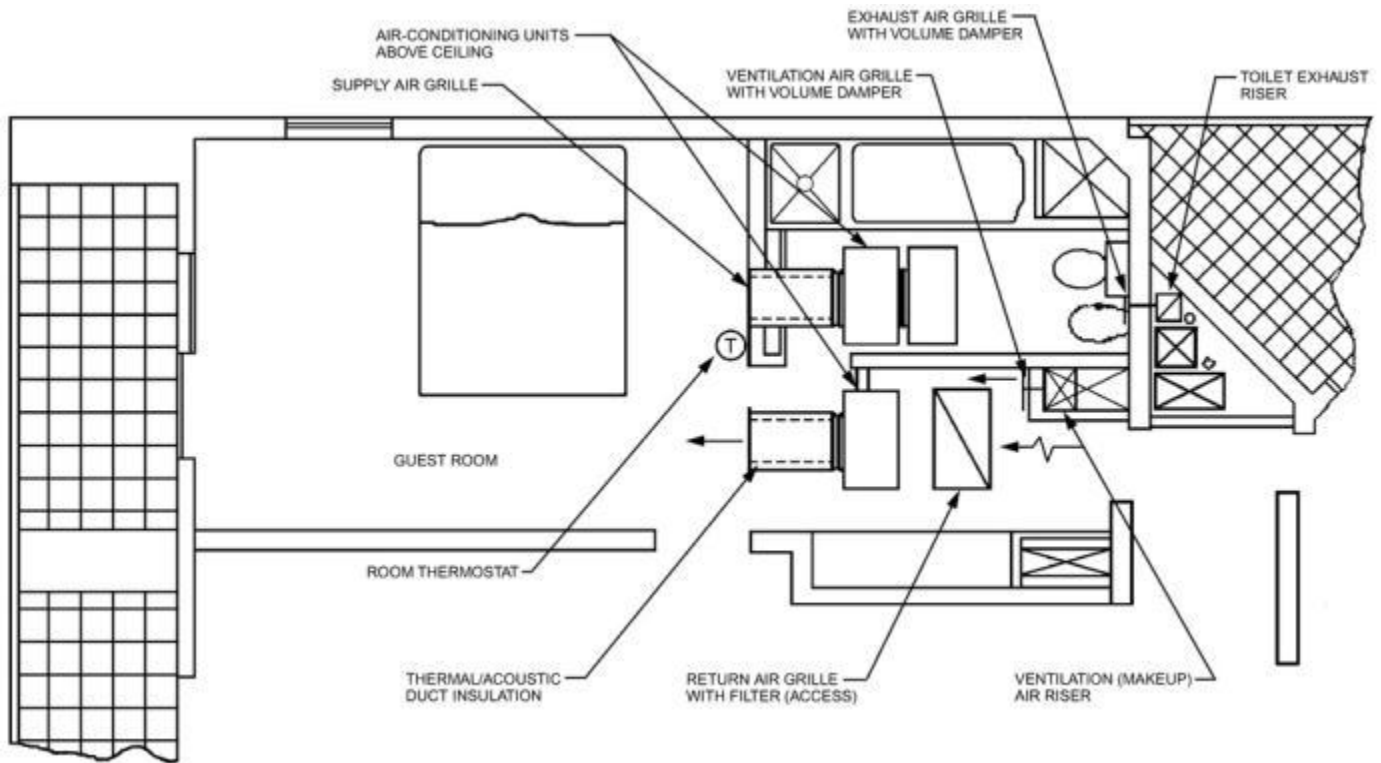 EXHAUST AIR GRILLE
WITH VOLUME DAMPER
AIR-CONDITIONING UNITS
ABOVE CEILING
VENTILATION AIR GRILLE
WITH VOLUME DAMPER
TOILET EXHAUST
RISER
SUPPLY AIR GRILLE
T
GUEST ROOM
ROOM THERMOSTAT
THERMAL/ACOUSTIC
DUCT INSULATION
RETURN AIR GRILLE
WITH FILTER (ACCESS)
VENTILATION (MAKEUP)
AIR RISER